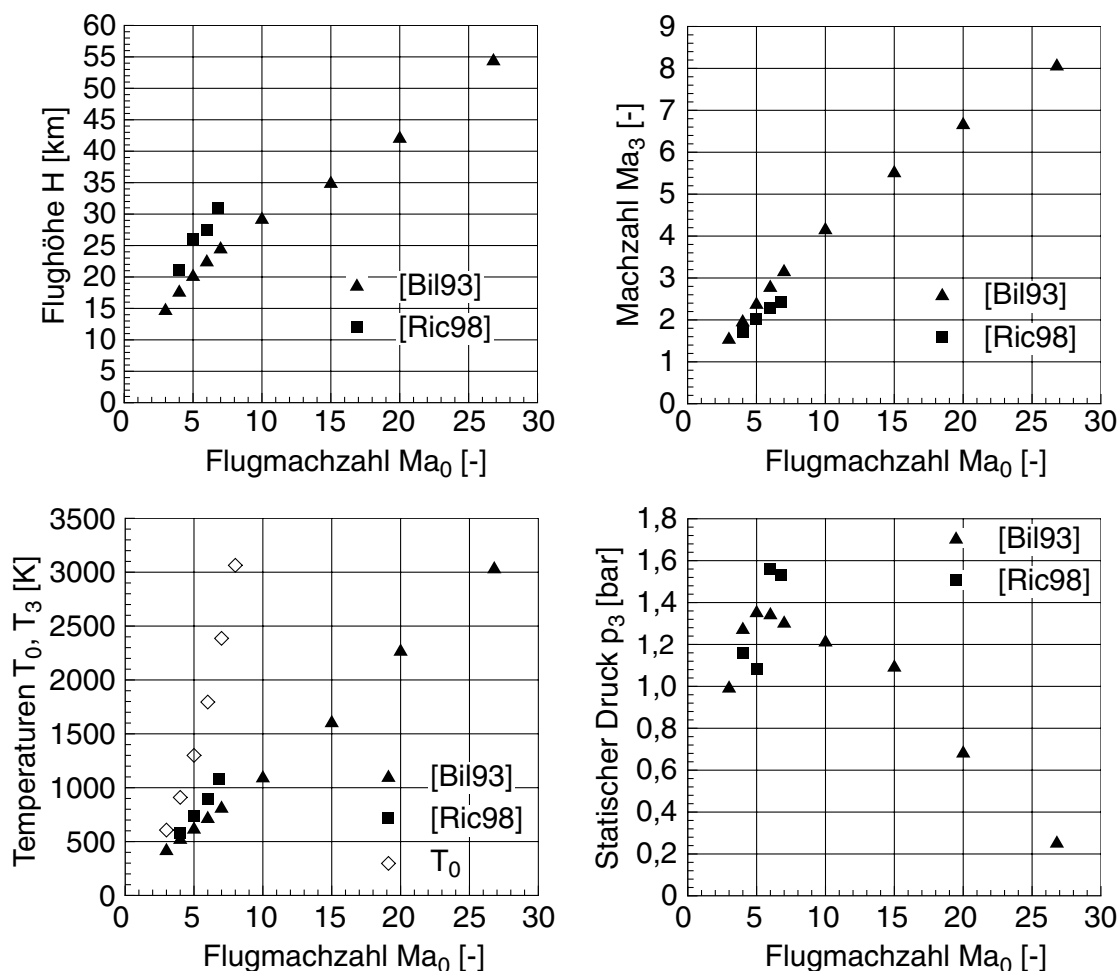 60
55
50
45
40
35
30
25
20
15
10
5
0
Flughöhe H [km]
[Bil93]
[Ric98]
0 5 10 15 20 25 30
Flugmachzahl Ma0 [-]
9
8
7
6
5
4
3
2
1
0
Machzahl Ma3 [-]
[Bil93]
[Ric98]
0 5 10 15 20 25 30
Flugmachzahl Ma0 [-]
3500
3000
2500
2000
1500
1000
500
0
Temperaturen T0, T3 [K]
[Bil93]
[Ric98]
T0
0 5 10 15 20 25 30
Flugmachzahl Ma0 [-]
1,8
1,6
1,4
1,2
1,0
0,8
0,6
0,4
0,2
0
Statischer Druck p3 [bar]
[Bil93]
[Ric98]
0 5 10 15 20 25 30
Flugmachzahl Ma0 [-]